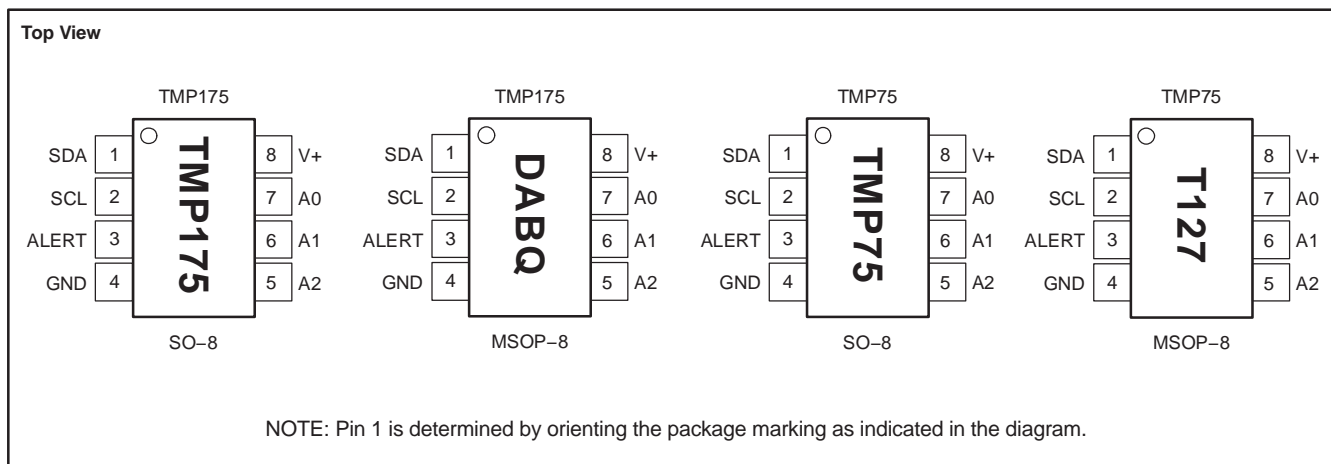 Top View
TMP175
SDA 1 8 V+
SCL 2 7 A0
ALERT 3 6 A1
GND 4 5 A2
TMP175
SO−8
TMP175
SDA 1 8 V+
SCL 2 7 A0
ALERT 3 6 A1
GND 4 5 A2
DABQ
MSOP−8
TMP75
SDA 1 8 V+
SCL 2 7 A0
ALERT 3 6 A1
GND 4 5 A2
TMP75
SO−8
TMP75
SDA 1 8 V+
SCL 2 7 A0
ALERT 3 6 A1
GND 4 5 A2
T127
MSOP−8
NOTE: Pin 1 is determined by orienting the package marking as indicated in the diagram.